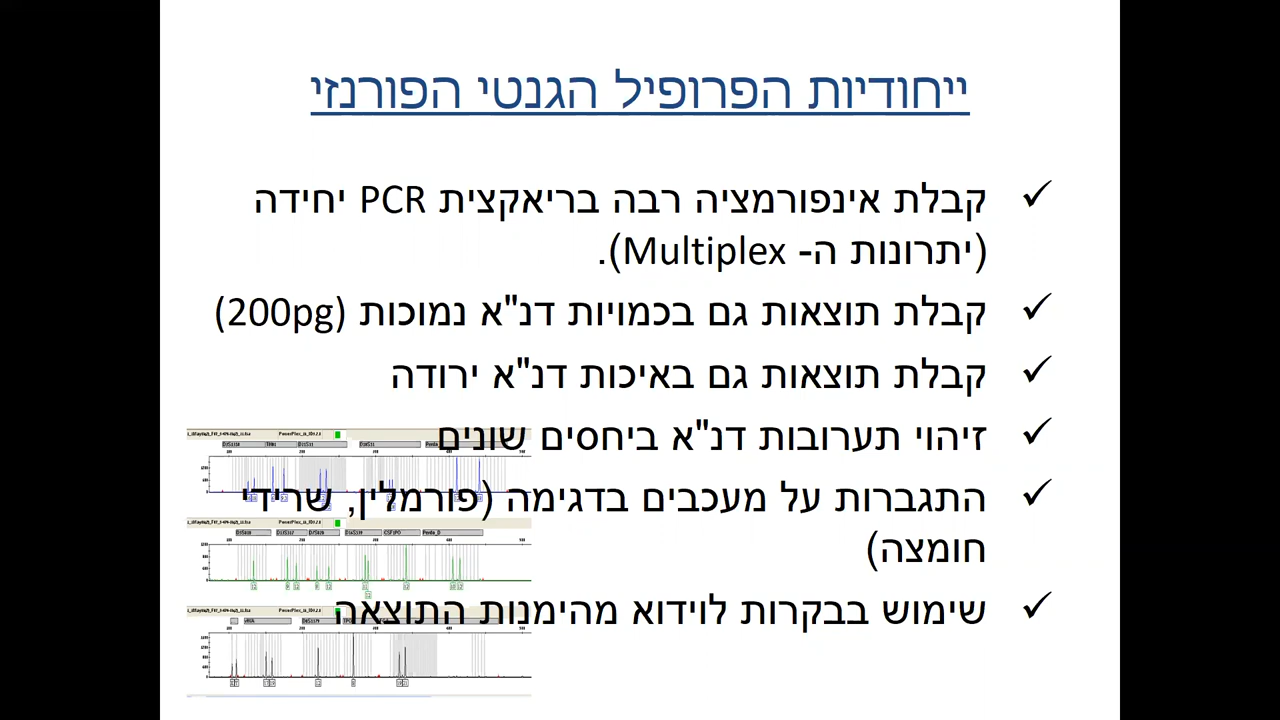 ייחודיות הפרופיל הגנטי הפורנזי
✓ קבלת אינפורמציה רבה בריאקצית PCR יחידה
(יתרונות ה- Multiplex).
✓ קבלת תוצאות גם בכמויות דנ"א נמוכות (200pg)
✓ קבלת תוצאות גם באיכות דנ"א ירודה
✓ זיהוי תערובות דנ"א ביחסים שונים
✓ התגברות על מעכבים בדגימה (פורמלין, שרידי
חומצה)
✓ שימוש בבקרות לוידוא מהימנות התוצאה